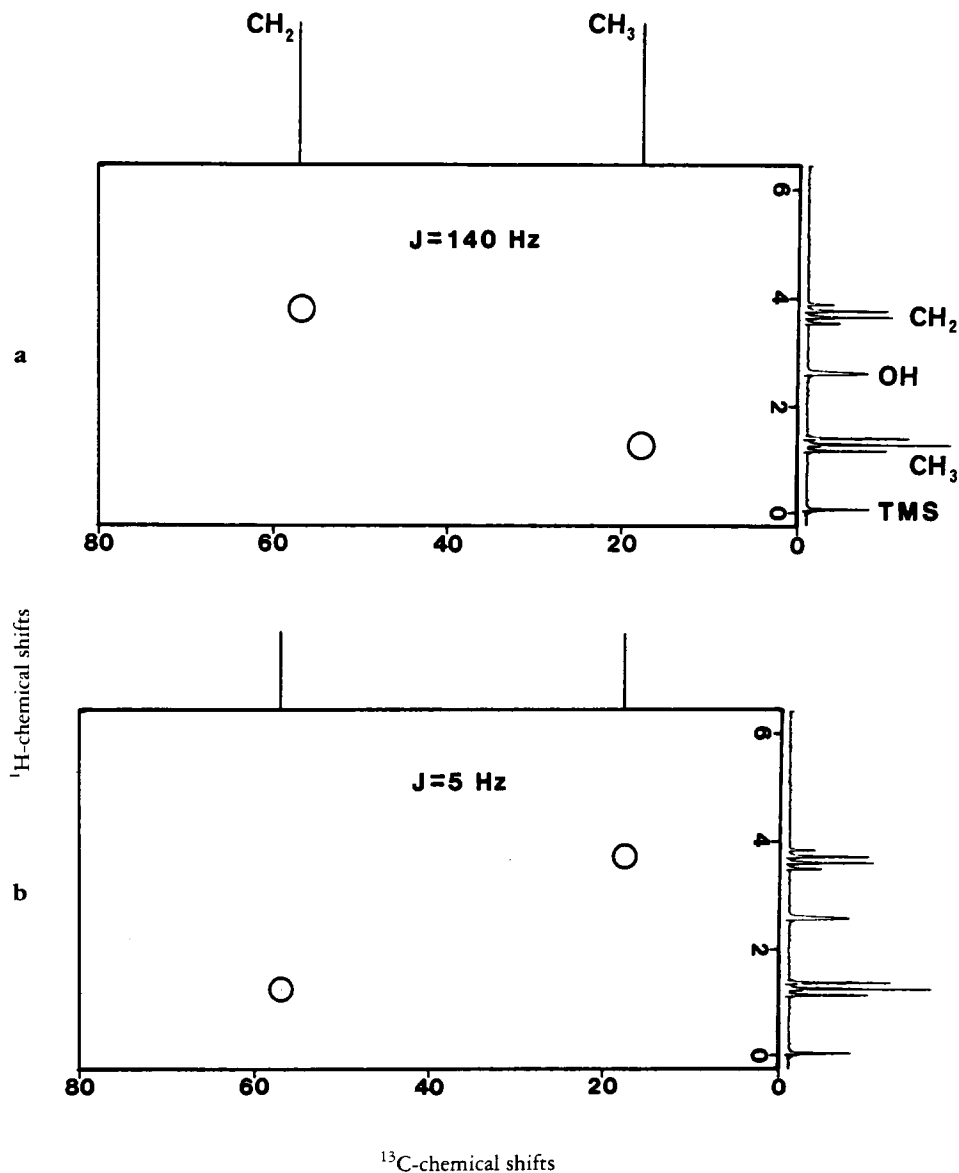 CH₂ CH₃
6
J=140 Hz
4
CH₂
a
OH
2
CH₃
0
TMS
80 60 40 20 0
¹H-chemical shifts
6
J=5 Hz
4
b
2
0
80 60 40 20 0
¹³C-chemical shifts